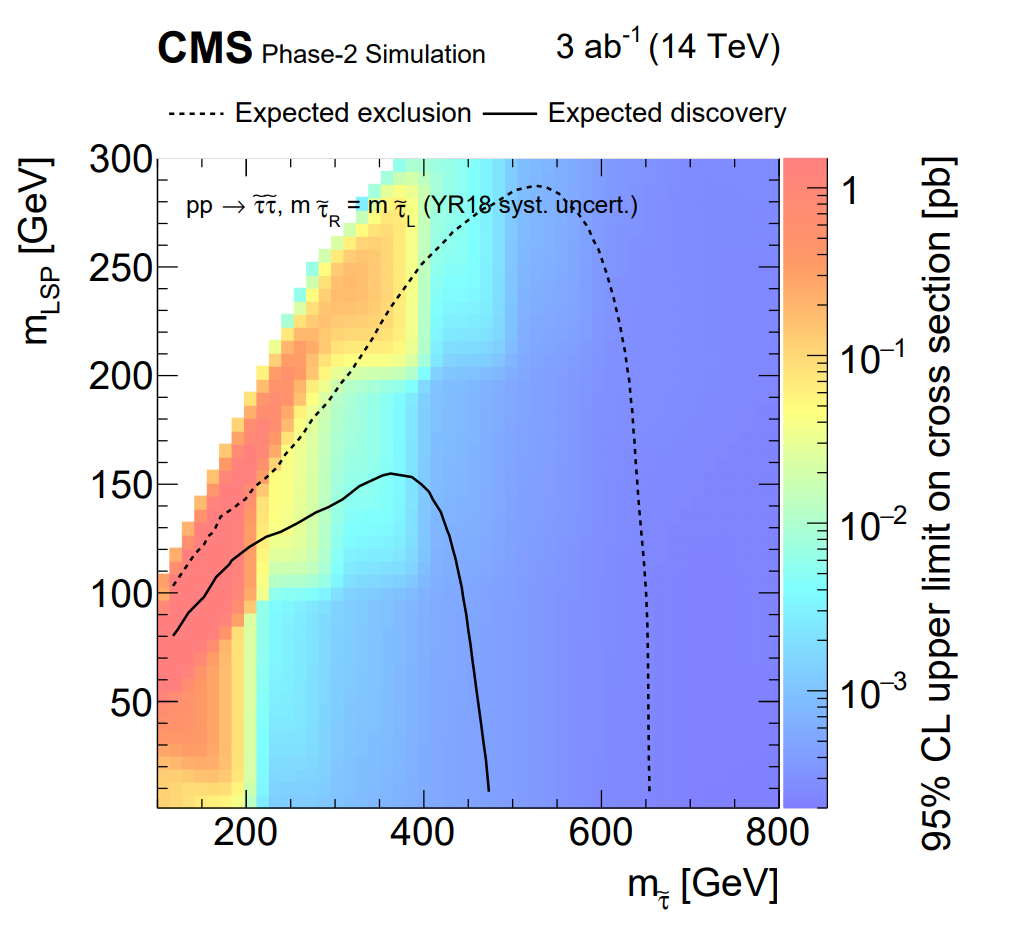 CMS Phase-2 Simulation 3 ab⁻¹ (14 TeV)
Expected exclusion Expected discovery
pp → τ̃τ̃, m τ̃_R = m τ̃_L (YR18 syst. uncert.)
m_LSP [GeV]
300
250
200
150
100
50
200 400 600 800
m_τ̃ [GeV]
1
10⁻¹
10⁻²
10⁻³
95% CL upper limit on cross section [pb]